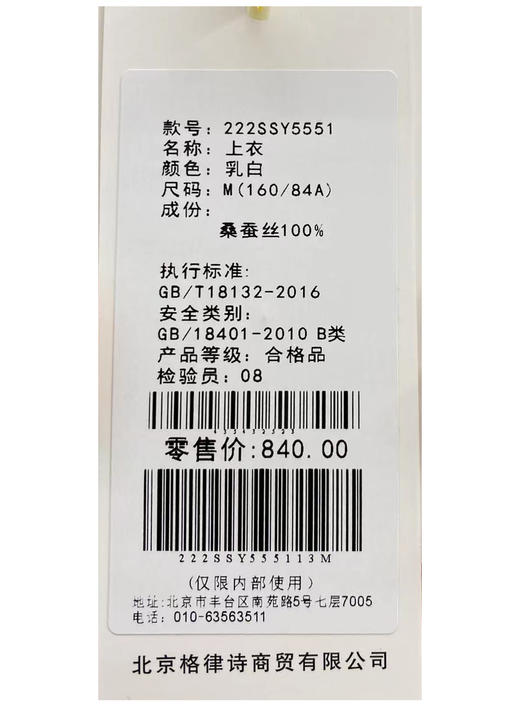 款号：222SSY5551
名称：上衣
颜色：乳白
尺码：M(160/84A)
成份：
桑蚕丝100%
执行标准:
GB/T18132-2016
安全类别:
GB/18401-2010 B类
产品等级：合格品
检验员：08
零售价:840.00
222SSY555113M
(仅限内部使用)
地址:北京市丰台区南苑路5号七层7005
电话：010-63563511
北京格律诗商贸有限公司